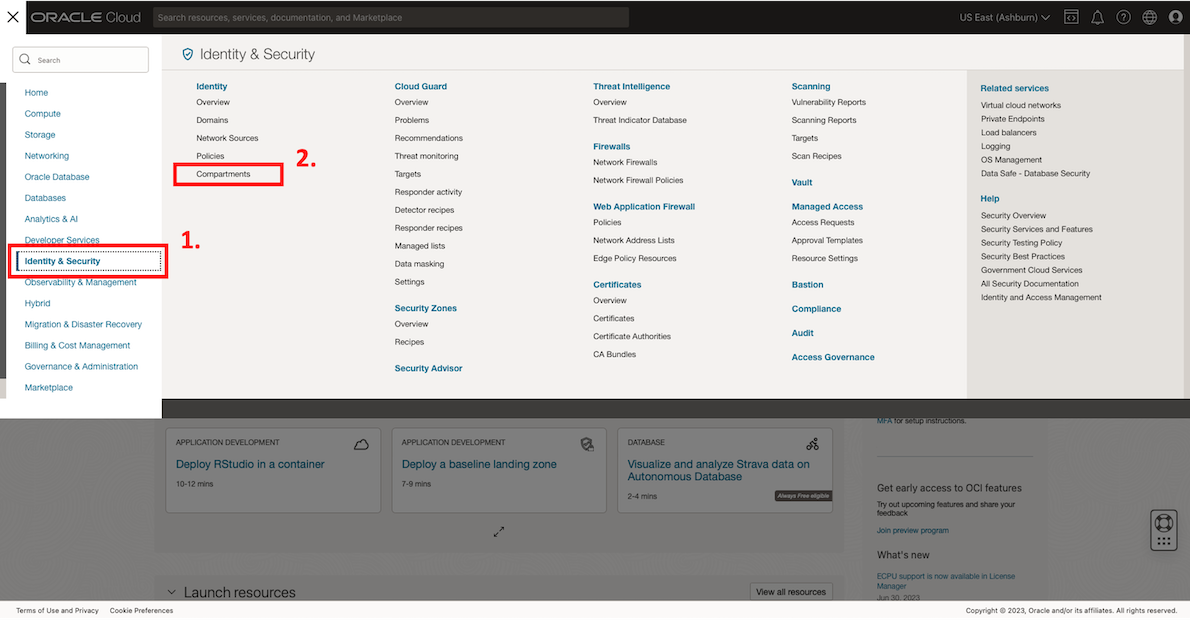 ORACLE Cloud
Search resources, services, documentation, and Marketplace
US East (Ashburn)
Search
Home
Compute
Storage
Networking
Oracle Database
Databases
Analytics & AI
Developer Services
Identity & Security
Observability & Management
Hybrid
Migration & Disaster Recovery
Billing & Cost Management
Governance & Administration
Marketplace
1.
Identity & Security
Identity
Overview
Domains
Network Sources
Policies
Compartments
2.
Cloud Guard
Overview
Problems
Recommendations
Threat monitoring
Targets
Responder activity
Detector recipes
Responder recipes
Managed lists
Data masking
Settings
Security Zones
Overview
Recipes
Security Advisor
Threat Intelligence
Overview
Threat Indicator Database
Firewalls
Network Firewalls
Network Firewall Policies
Web Application Firewall
Policies
Network Address Lists
Edge Policy Resources
Certificates
Overview
Certificates
Certificate Authorities
CA Bundles
Scanning
Vulnerability Reports
Scanning Reports
Targets
Scan Recipes
Vault
Managed Access
Access Requests
Approval Templates
Resource Settings
Bastion
Compliance
Audit
Access Governance
Related services
Virtual cloud networks
Private Endpoints
Load balancers
Logging
OS Management
Data Safe - Database Security
Help
Security Overview
Security Services and Features
Security Testing Policy
Security Best Practices
Government Cloud Services
All Security Documentation
Identity and Access Management
APPLICATION DEVELOPMENT
Deploy RStudio in a container
10-12 mins
APPLICATION DEVELOPMENT
Deploy a baseline landing zone
7-9 mins
DATABASE
Visualize and analyze Strava data on
Autonomous Database
2-4 mins
Always Free eligible
MFA for setup instructions.
Get early access to OCI features
Try out upcoming features and share your
feedback
Join preview program
What's new
ECPU support is now available in License
Manager
Jun 30, 2023
Launch resources
View all resources
Terms of Use and Privacy
Cookie Preferences
Copyright © 2023, Oracle and/or its affiliates. All rights reserved.